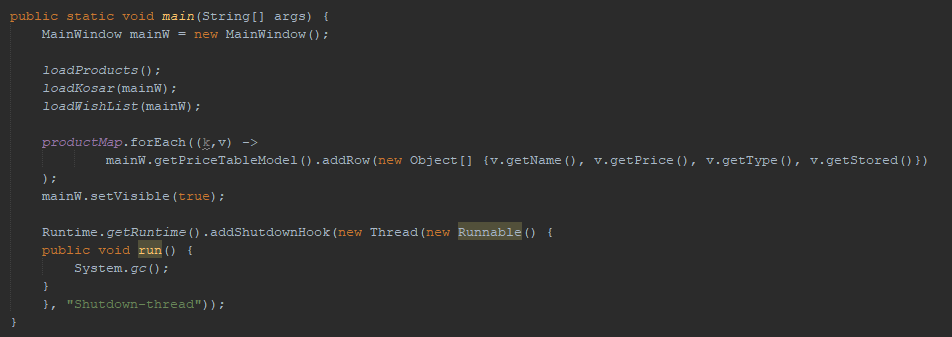 public static void main(String[] args) {
    MainWindow mainW = new MainWindow();
    loadProducts();
    loadKosar(mainW);
    loadWishList(mainW);
    productMap.forEach((k,v) ->
            mainW.getPriceTableModel().addRow(new Object[] {v.getName(), v.getPrice(), v.getType(), v.getStored()})
    );
    mainW.setVisible(true);
    Runtime.getRuntime().addShutdownHook(new Thread(new Runnable() {
    public void run() {
        System.gc();
    }
    }, "Shutdown-thread"));
}